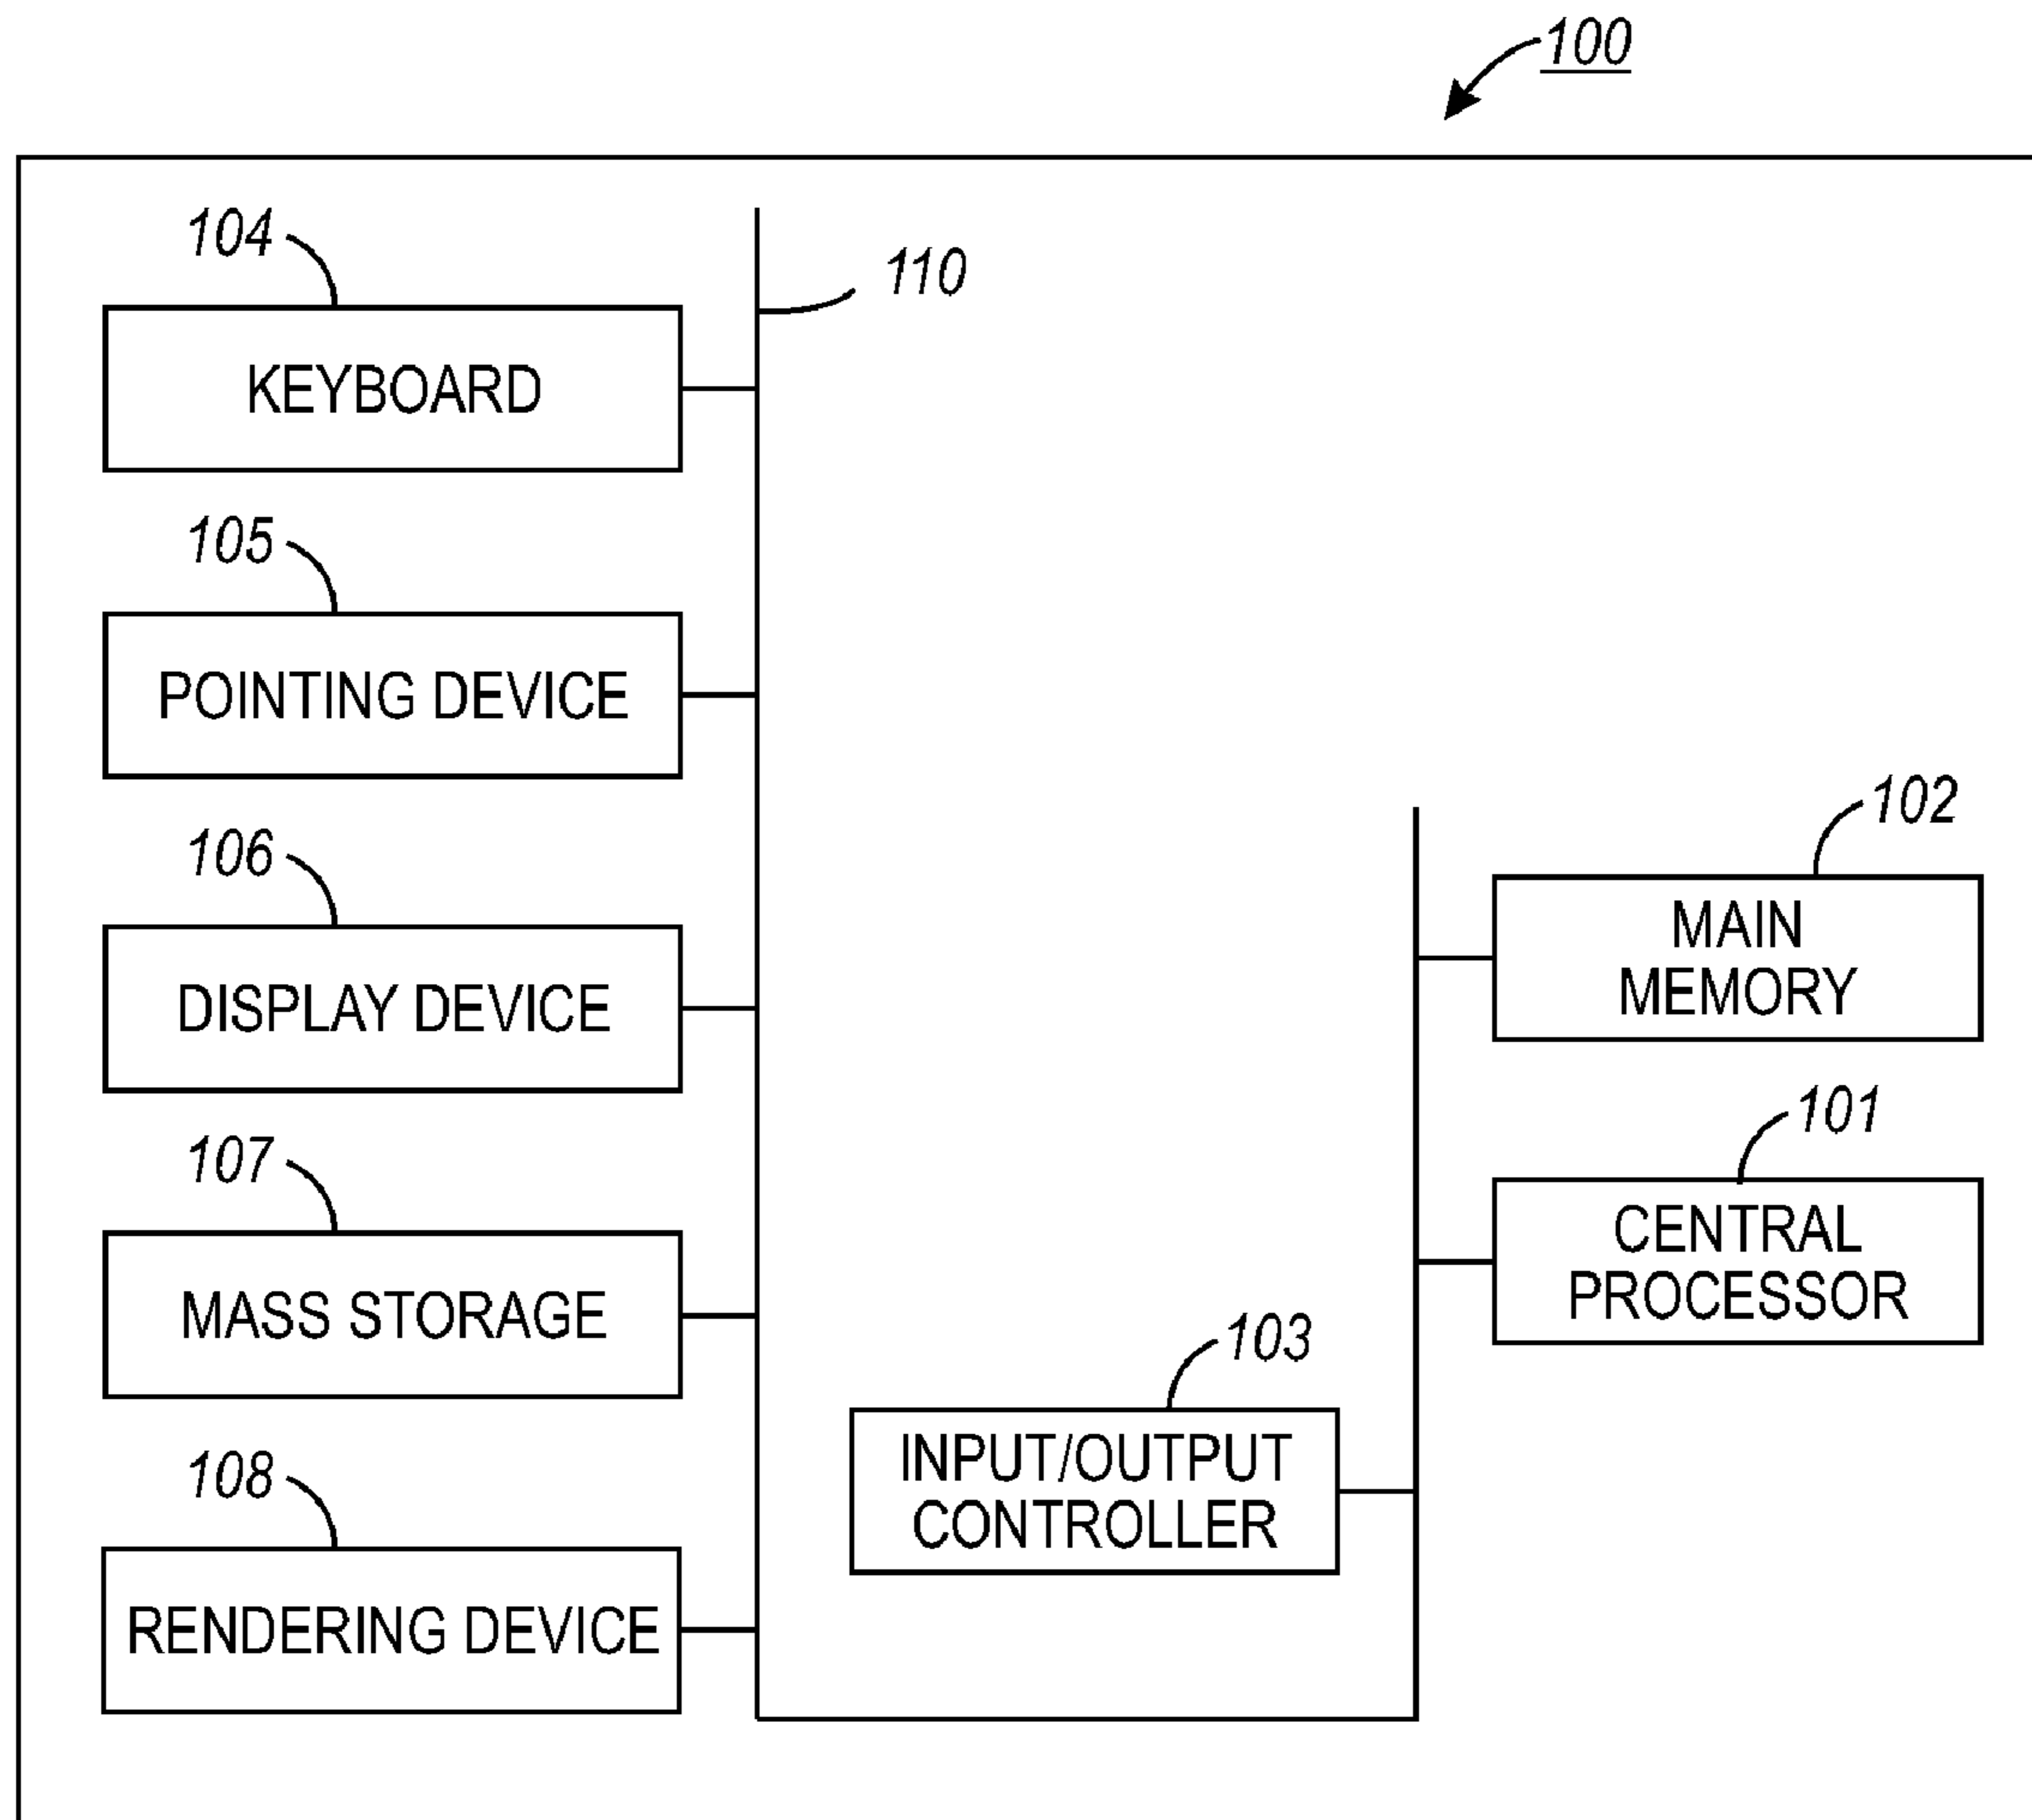 100
104
110
KEYBOARD
105
POINTING DEVICE
106
DISPLAY DEVICE
102
MAIN
MEMORY
107
MASS STORAGE
101
CENTRAL
PROCESSOR
103
INPUT/OUTPUT
CONTROLLER
108
RENDERING DEVICE